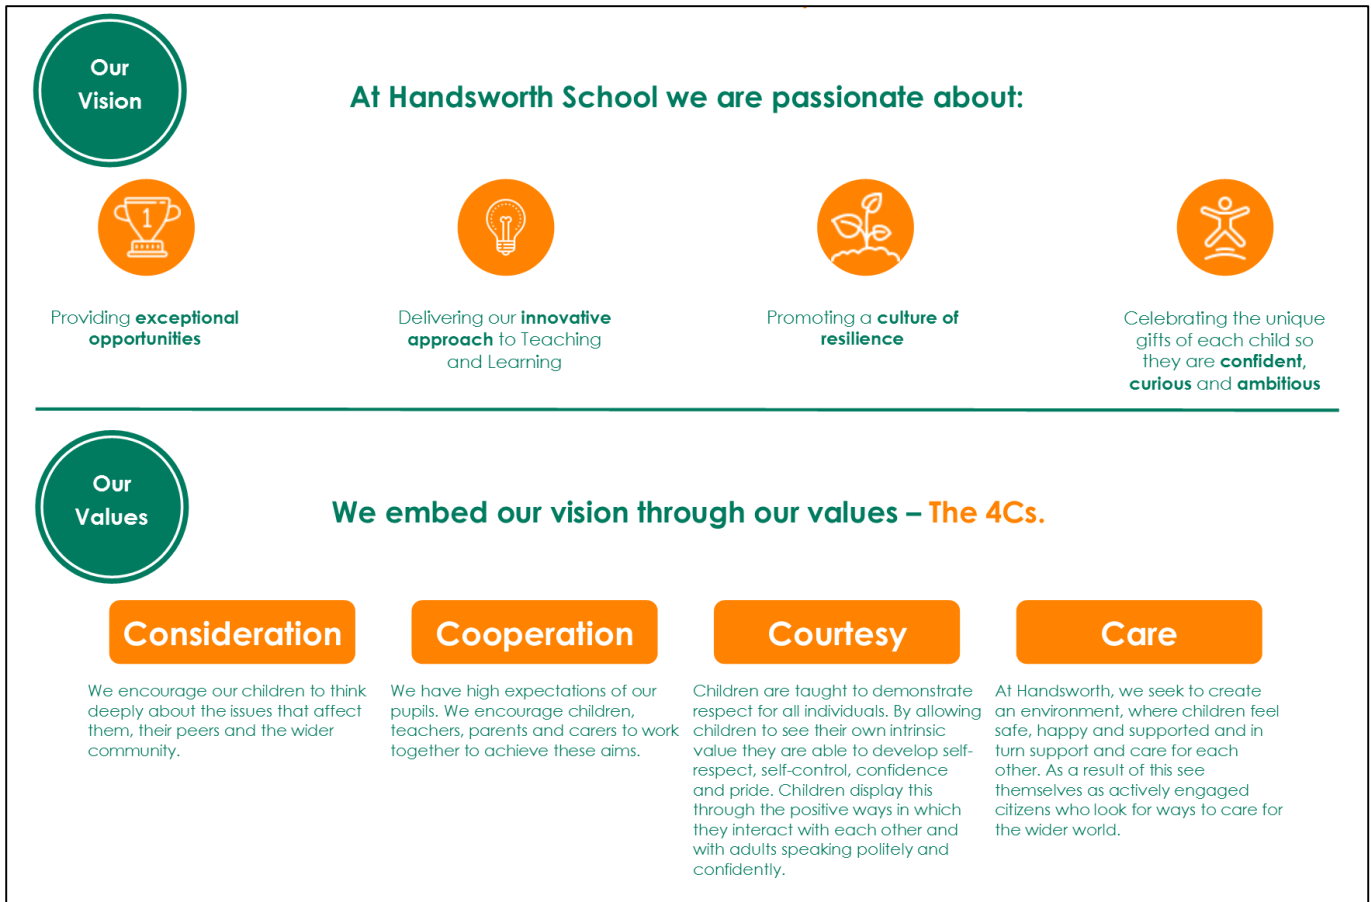 Our
Vision
At Handsworth School we are passionate about:
1
Providing exceptional
opportunities
Delivering our innovative
approach to Teaching
and Learning
Promoting a culture of
resilience
Celebrating the unique
gifts of each child so
they are confident,
curious and ambitious
Our
Values
We embed our vision through our values – The 4Cs.
Consideration
We encourage our children to think
deeply about the issues that affect
them, their peers and the wider
community.
Cooperation
We have high expectations of our
pupils. We encourage children,
teachers, parents and carers to work
together to achieve these aims.
Courtesy
Children are taught to demonstrate
respect for all individuals. By allowing
children to see their own intrinsic
value they are able to develop self-
respect, self-control, confidence
and pride. Children display this
through the positive ways in which
they interact with each other and
with adults speaking politely and
confidently.
Care
At Handsworth, we seek to create
an environment, where children feel
safe, happy and supported and in
turn support and care for each
other. As a result of this see
themselves as actively engaged
citizens who look for ways to care for
the wider world.